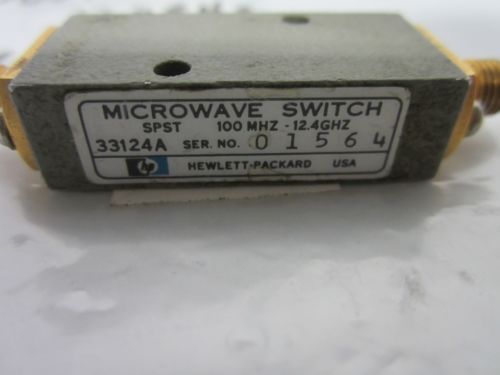 MICROWAVE SWITCH
SPST 100 MHZ - 12.4GHZ
33124A SER. NO. 01564
hp HEWLETT-PACKARD USA